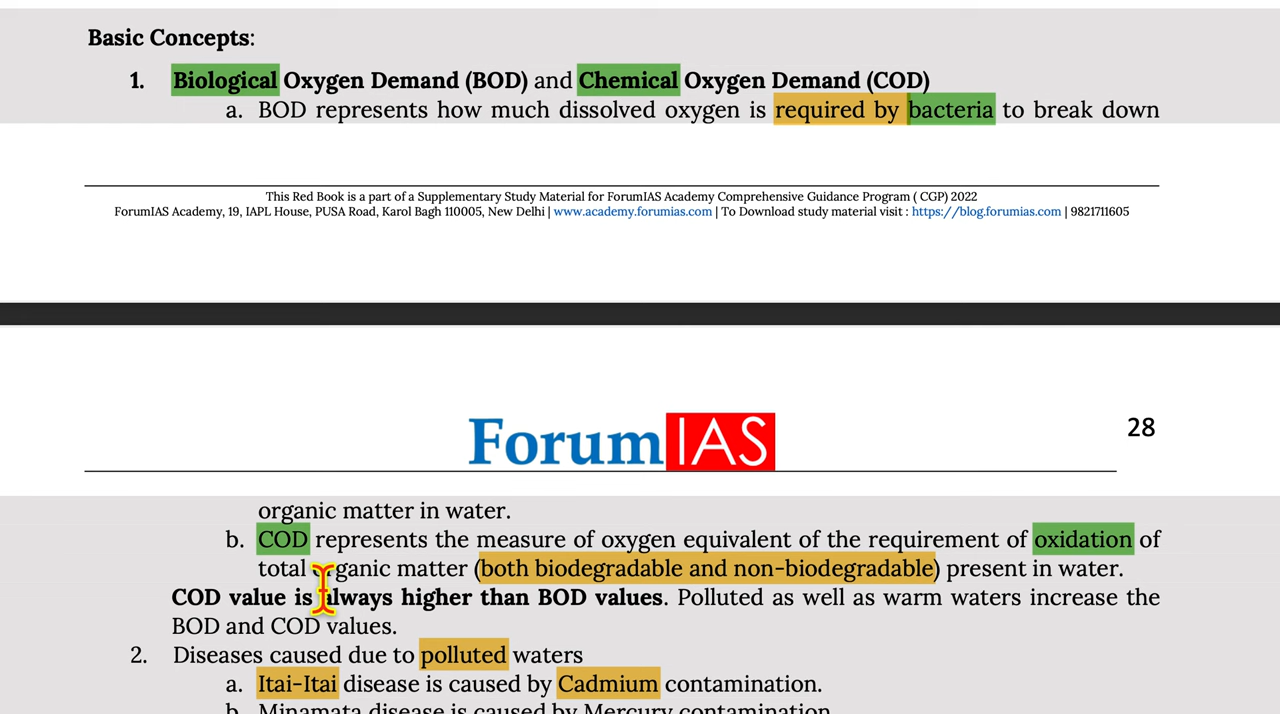 Basic Concepts:
1. Biological Oxygen Demand (BOD) and Chemical Oxygen Demand (COD)
a. BOD represents how much dissolved oxygen is required by bacteria to break down
This Red Book is a part of a Supplementary Study Material for ForumIAS Academy Comprehensive Guidance Program ( CGP) 2022
ForumIAS Academy, 19, IAPL House, PUSA Road, Karol Bagh 110005, New Delhi | www.academy.forumias.com | To Download study material visit : https://blog.forumias.com | 9821711605
ForumIAS
28
organic matter in water.
b. COD represents the measure of oxygen equivalent of the requirement of oxidation of
total organic matter (both biodegradable and non-biodegradable) present in water.
COD value is always higher than BOD values. Polluted as well as warm waters increase the
BOD and COD values.
2. Diseases caused due to polluted waters
a. Itai-Itai disease is caused by Cadmium contamination.
b. Minamata disease is caused by Mercury contamination